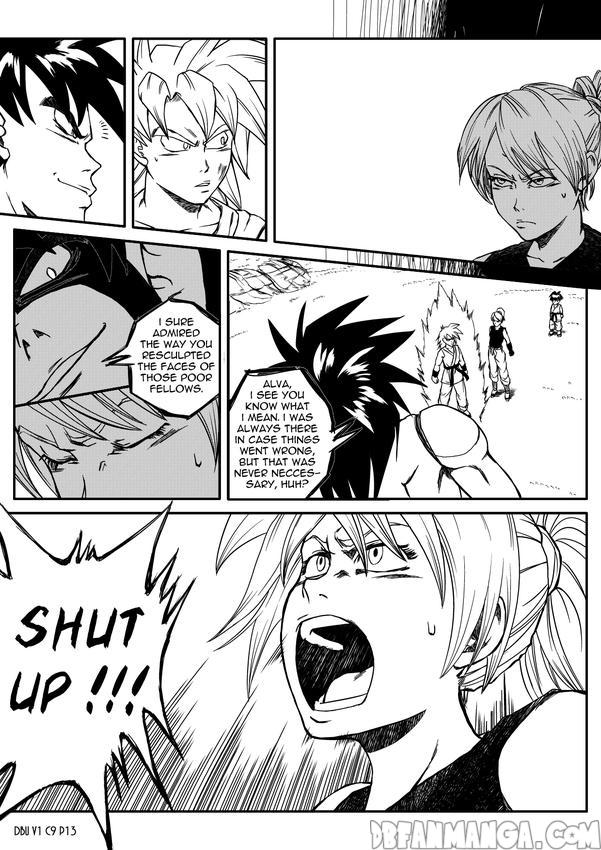 I SURE
ADMIRED
THE WAY YOU
RESCULPTED
THE FACES OF
THOSE POOR
FELLOWS.
ALVA,
I SEE YOU
KNOW WHAT
I MEAN. I WAS
ALWAYS THERE
IN CASE THINGS
WENT WRONG,
BUT THAT WAS
NEVER NECCES-
SARY, HUH?
SHUT
UP !!!
DBU V1 C9 P13
DBFANMANGA.COM